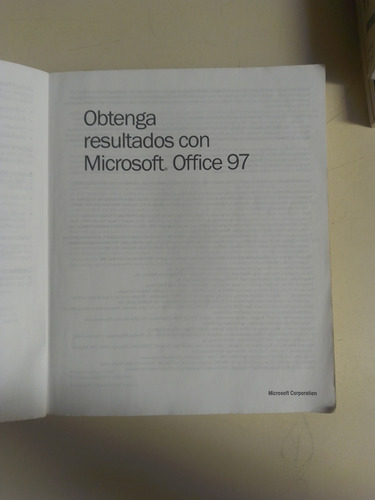 Obtenga
resultados con
Microsoft® Office 97
Microsoft Corporation